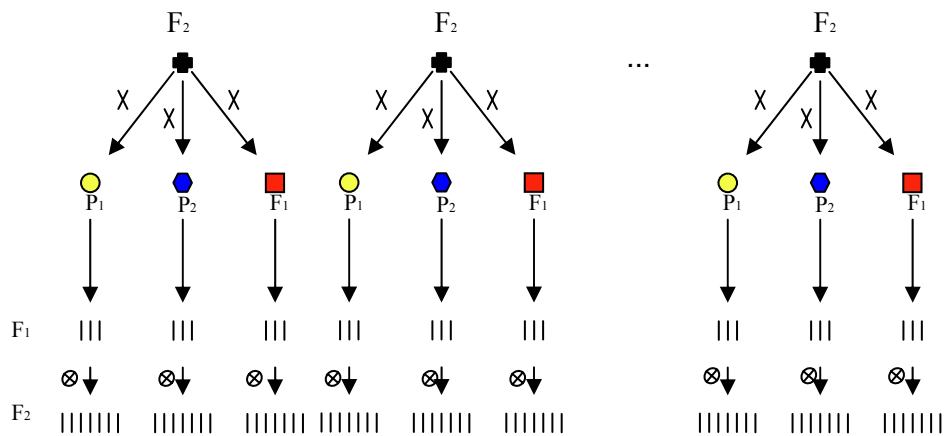 F₂ F₂ ... F₂
X X X X X X X X X
P₁ P₂ F₁ P₁ P₂ F₁ P₁ P₂ F₁
F₁
F₂